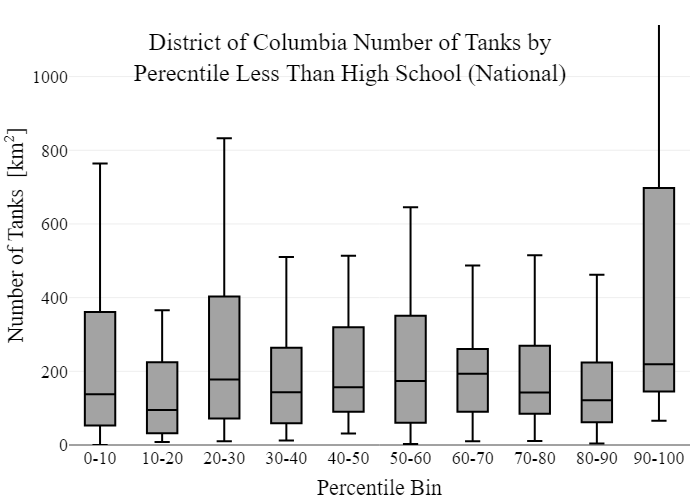 District of Columbia Number of Tanks by
Perecntile Less Than High School (National)
Number of Tanks [km²]
1000
800
600
400
200
0
0-10 10-20 20-30 30-40 40-50 50-60 60-70 70-80 80-90 90-100
Percentile Bin